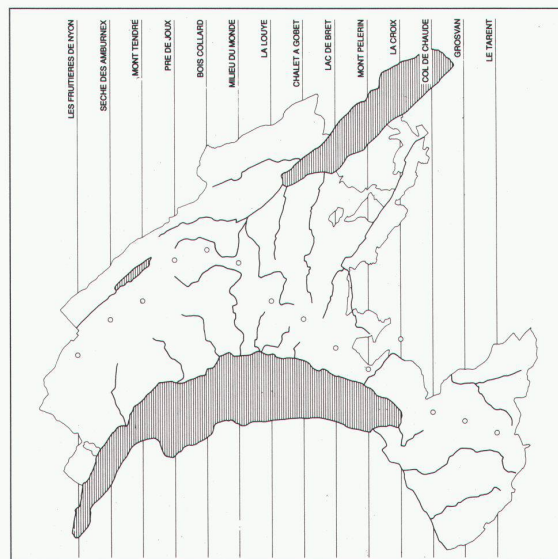 LES FRUITIERES DE NYON
SECHE DES AMBURNEX
MONT TENDRE
PRE DE JOUX
BOIS COLLARD
MILIEU DU MONDE
LA LOUYE
CHALET A GOBET
LAC DE BRET
MONT PELERIN
LA CROIX
COL DE CHAUDE
GROSVAN
LE TARENT